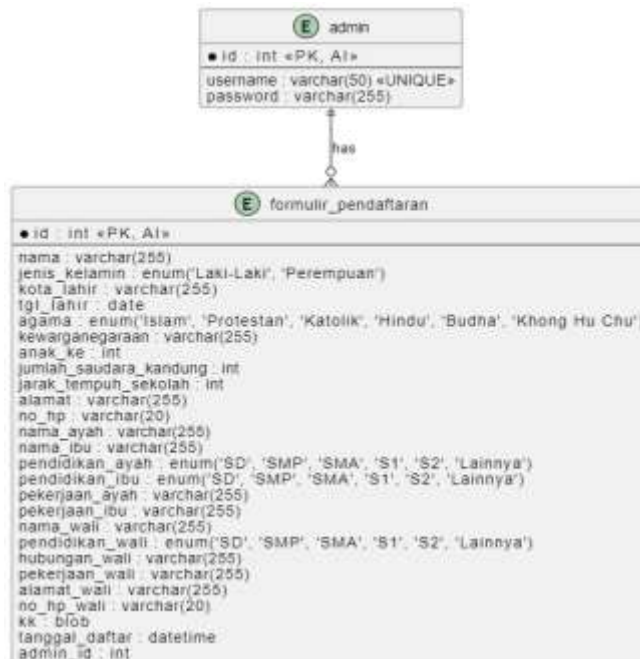 E admin
● id : int «PK, AI»
username : varchar(50) «UNIQUE»
password : varchar(255)
has
E formulir_pendaftaran
● id : int «PK, AI»
nama : varchar(255)
jenis_kelamin : enum('Laki-Laki', 'Perempuan')
kota_lahir : varchar(255)
tgl_lahir : date
agama : enum('Islam', 'Protestan', 'Katolik', 'Hindu', 'Budha', 'Khong Hu Chu')
kewarganegaraan : varchar(255)
anak_ke : int
jumlah_saudara_kandung : int
jarak_tempuh_sekolah : int
alamat : varchar(255)
no_hp : varchar(20)
nama_ayah : varchar(255)
nama_ibu : varchar(255)
pendidikan_ayah : enum('SD', 'SMP', 'SMA', 'S1', 'S2', 'Lainnya')
pendidikan_ibu : enum('SD', 'SMP', 'SMA', 'S1', 'S2', 'Lainnya')
pekerjaan_ayah : varchar(255)
pekerjaan_ibu : varchar(255)
nama_wali : varchar(255)
pendidikan_wali : enum('SD', 'SMP', 'SMA', 'S1', 'S2', 'Lainnya')
hubungan_wali : varchar(255)
pekerjaan_wali : varchar(255)
alamat_wali : varchar(255)
no_hp_wali : varchar(20)
kk : blob
tanggal_daftar : datetime
admin_id : int